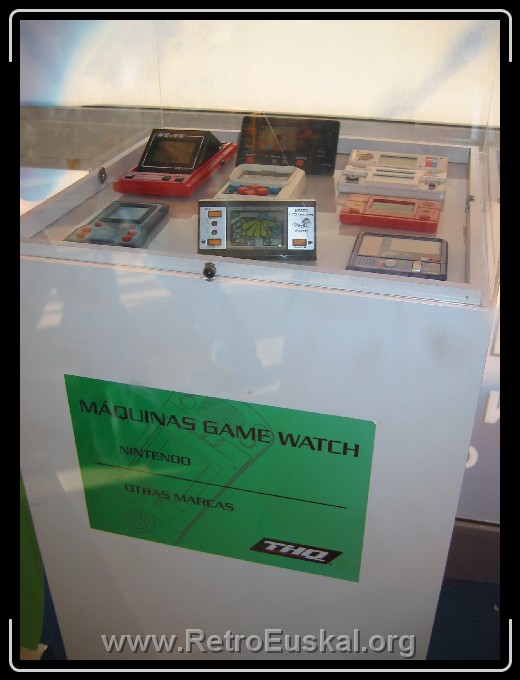 MÁQUINAS GAME WATCH
NINTENDO
OTRAS MARCAS
THQ
www.RetroEuskal.org